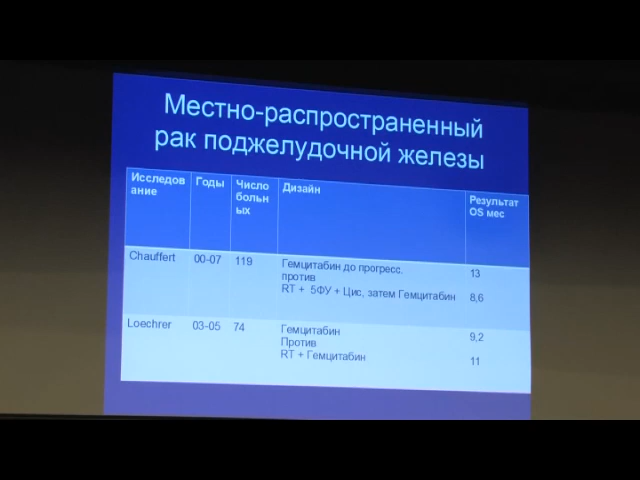 Местно-распространенный
рак поджелудочной железы
Исследов
ание
Годы
Число
больн
ых
Дизайн
Результат
OS мес
Chauffert
00-07
119
Гемцитабин до прогресс.
против
RT + 5ФУ + Цис, затем Гемцитабин
13
8,6
Loechrer
03-05
74
Гемцитабин
Против
RT + Гемцитабин
9,2
11